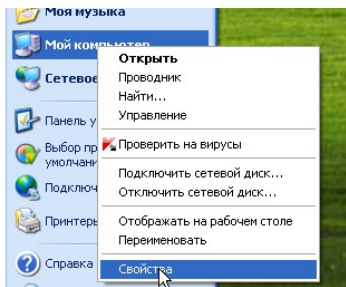 Моя музыка
Мой компьютер
Открыть
Сетевое
Проводник
Найти...
Управление
Панель у
Выбор пр
умолчани
Проверить на вирусы
Подключ
Подключить сетевой диск...
Отключить сетевой диск...
Принтеры
Отображать на рабочем столе
Переименовать
Справка
Свойства